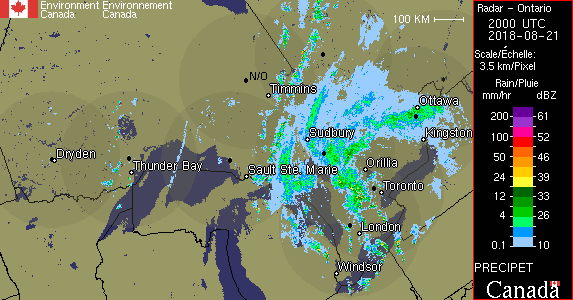 Environment Environnement
Canada Canada
100 KM
N/O
Timmins
Ottawa
Sudbury
Kingston
Dryden
Thunder Bay
Sault Ste. Marie
Orillia
Toronto
London
Windsor
Radar - Ontario
2000 UTC
2018-08-21
Scale/Échelle:
3.5 km/Pixel
Rain/Pluie
mm/hr dBZ
200 61
100 52
50 46
24 39
12 33
4 26
0.1 10
PRECIPET
Canada